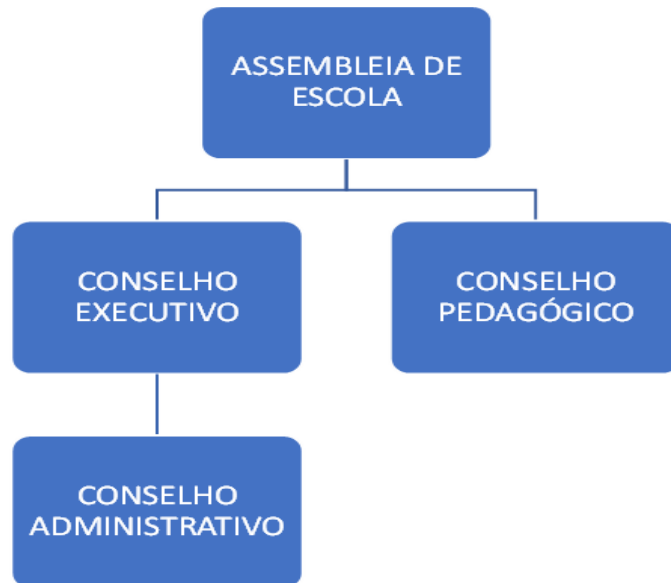 ASSEMBLEIA DE
ESCOLA
CONSELHO
EXECUTIVO
CONSELHO
PEDAGÓGICO
CONSELHO
ADMINISTRATIVO